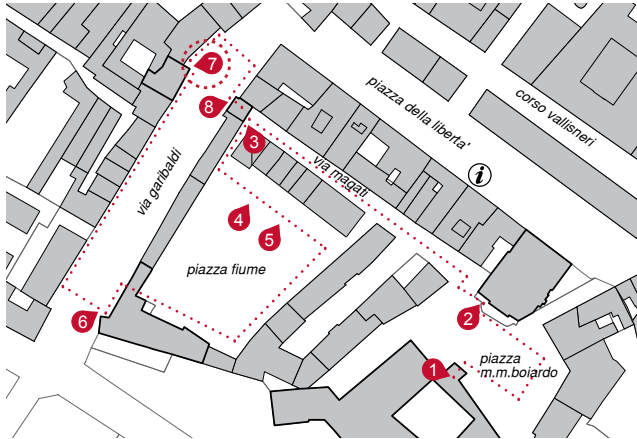 7
8
piazza della liberta'
corso vallisneri
3
via magati
i
via garibaldi
4
5
piazza fiume
6
2
1
piazza
m.m.boiardo